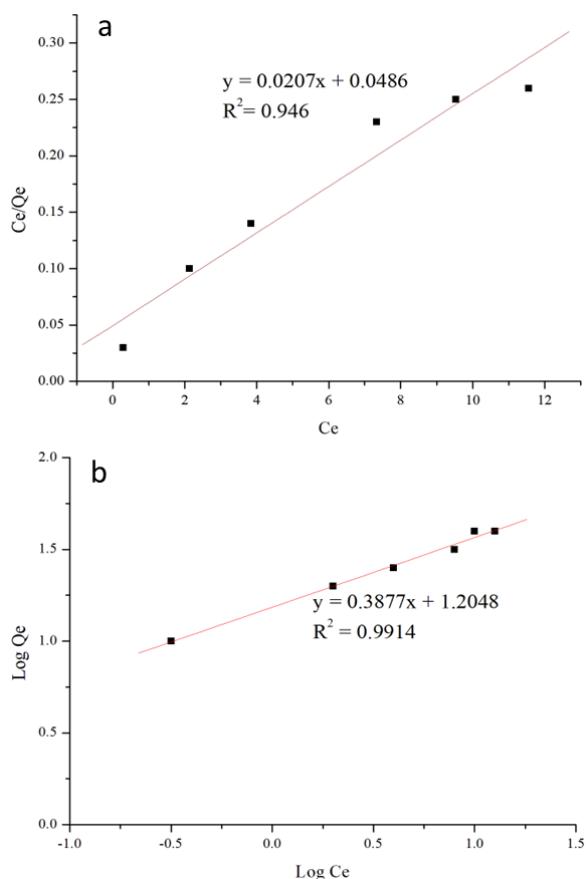 a
0.30
0.25
0.20
0.15
0.10
0.05
0.00
y = 0.0207x + 0.0486
R² = 0.946
Ce/Qe
0 2 4 6 8 10 12
Ce
b
2.0
1.5
1.0
0.5
0.0
y = 0.3877x + 1.2048
R² = 0.9914
Log Qe
-1.0 -0.5 0.0 0.5 1.0 1.5
Log Ce